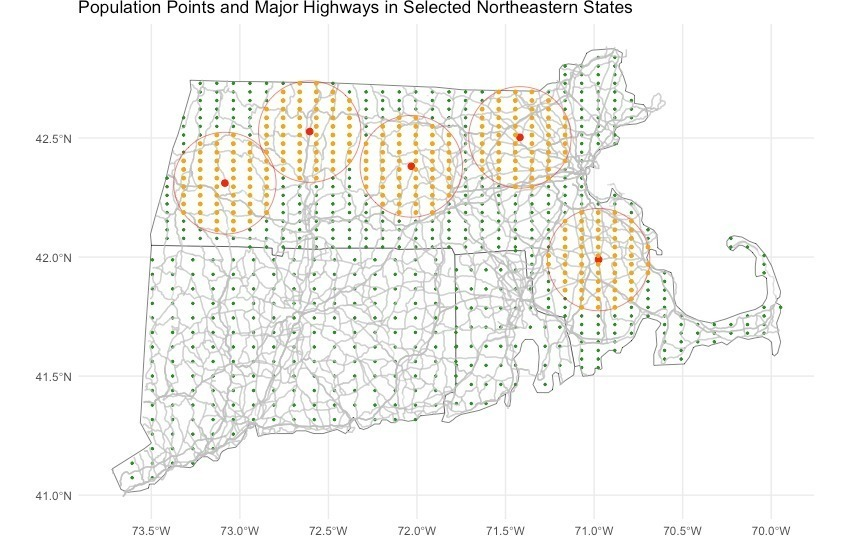 Population Points and Major Highways in Selected Northeastern States
42.5°N
42.0°N
41.5°N
41.0°N
73.5°W 73.0°W 72.5°W 72.0°W 71.5°W 71.0°W 70.5°W 70.0°W